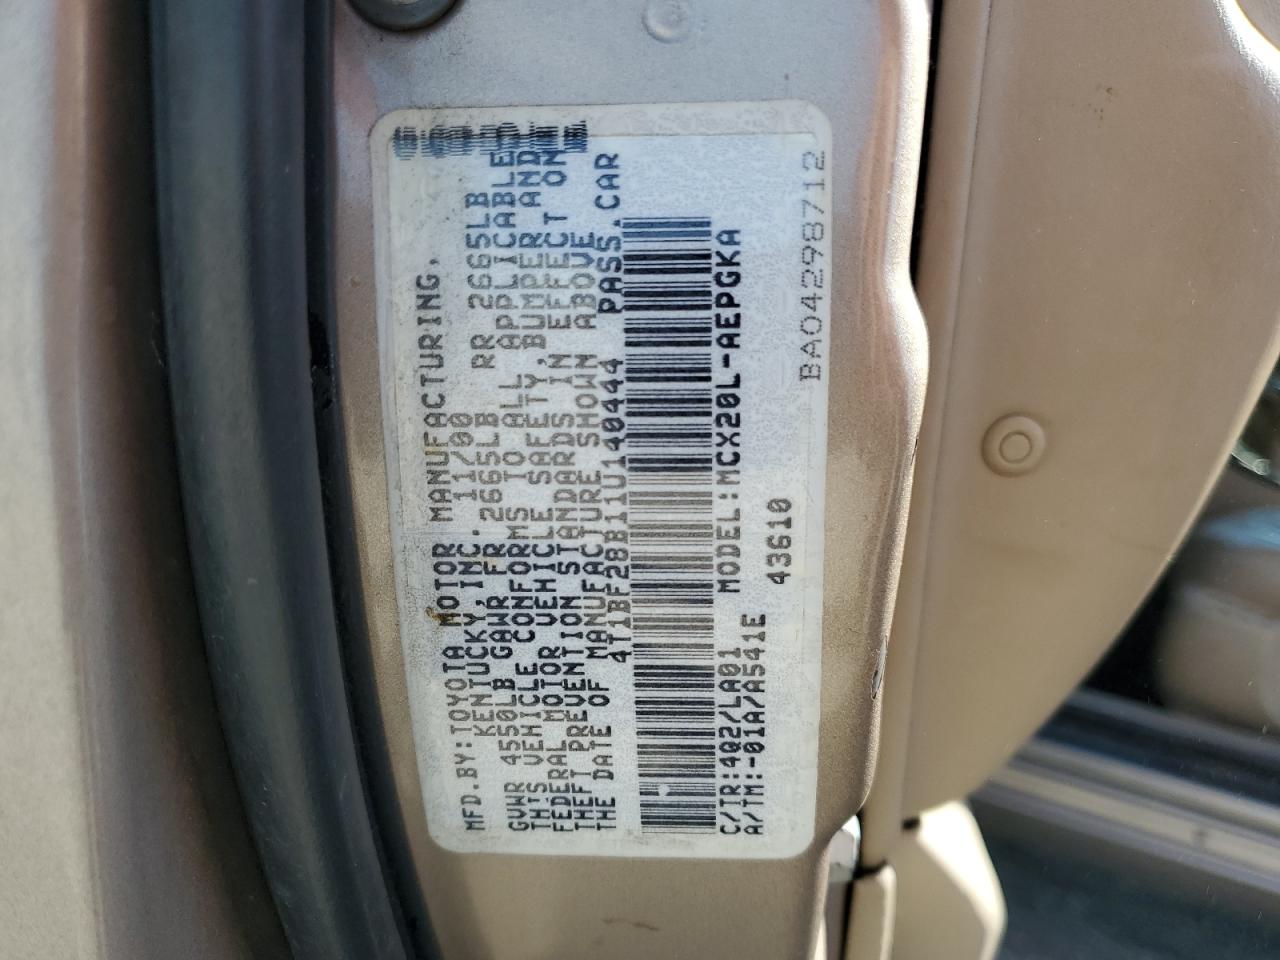 MFD.BY:TOYOTA MOTOR MANUFACTURING,
KENTUCKY,INC. 11/00
GVWR 4550LB GAWR FR 2665LB RR 2665LB
THIS VEHICLE CONFORMS TO ALL APPLICABLE
FEDERAL MOTOR VEHICLE SAFETY,BUMPER AND
THEFT PREVENTION STANDARDS IN EFFECT ON
THE DATE OF MANUFACTURE SHOWN ABOVE
4T1BF28B11U140444 PASS.CAR
C/TR:4Q2/LA01 MODEL:MCX20L-AEPGKA
A/TM:-01A/A541E 43610
BA04298712